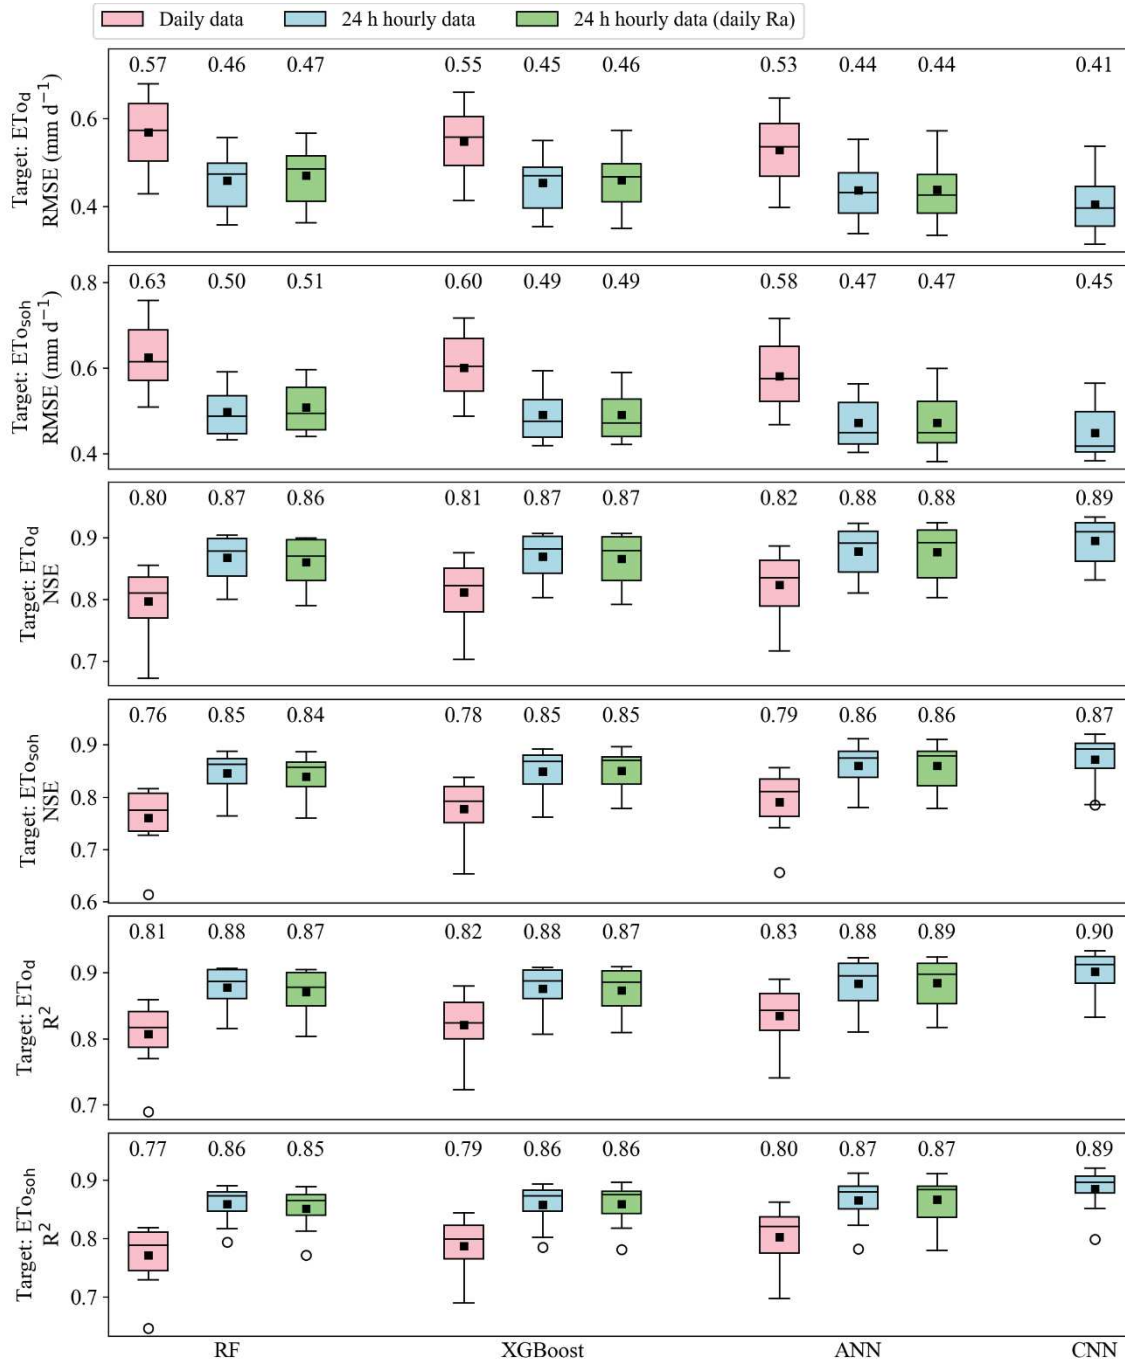 Daily data 24 h hourly data 24 h hourly data (daily Ra)
Target: ETo_d
RMSE (mm d⁻¹)
0.57 0.46 0.47 0.55 0.45 0.46 0.53 0.44 0.44 0.41
0.6
0.4
Target: ETo_soh
RMSE (mm d⁻¹)
0.8
0.63 0.50 0.51 0.60 0.49 0.49 0.58 0.47 0.47 0.45
0.6
0.4
Target: ETo_d
NSE
0.80 0.87 0.86 0.81 0.87 0.87 0.82 0.88 0.88 0.89
0.9
0.8
0.7
Target: ETo_soh
NSE
0.76 0.85 0.84 0.78 0.85 0.85 0.79 0.86 0.86 0.87
0.9
0.8
0.7
0.6
Target: ETo_d
R²
0.81 0.88 0.87 0.82 0.88 0.87 0.83 0.88 0.89 0.90
0.9
0.8
0.7
Target: ETo_soh
R²
0.77 0.86 0.85 0.79 0.86 0.86 0.80 0.87 0.87 0.89
0.9
0.8
0.7
RF XGBoost ANN CNN